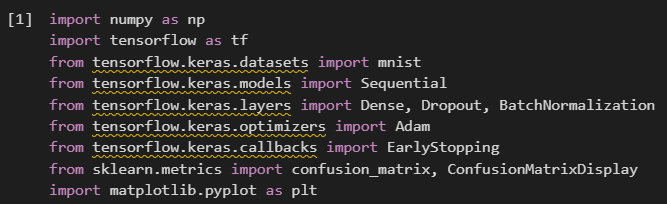 [1] import numpy as np
import tensorflow as tf
from tensorflow.keras.datasets import mnist
from tensorflow.keras.models import Sequential
from tensorflow.keras.layers import Dense, Dropout, BatchNormalization
from tensorflow.keras.optimizers import Adam
from tensorflow.keras.callbacks import EarlyStopping
from sklearn.metrics import confusion_matrix, ConfusionMatrixDisplay
import matplotlib.pyplot as plt